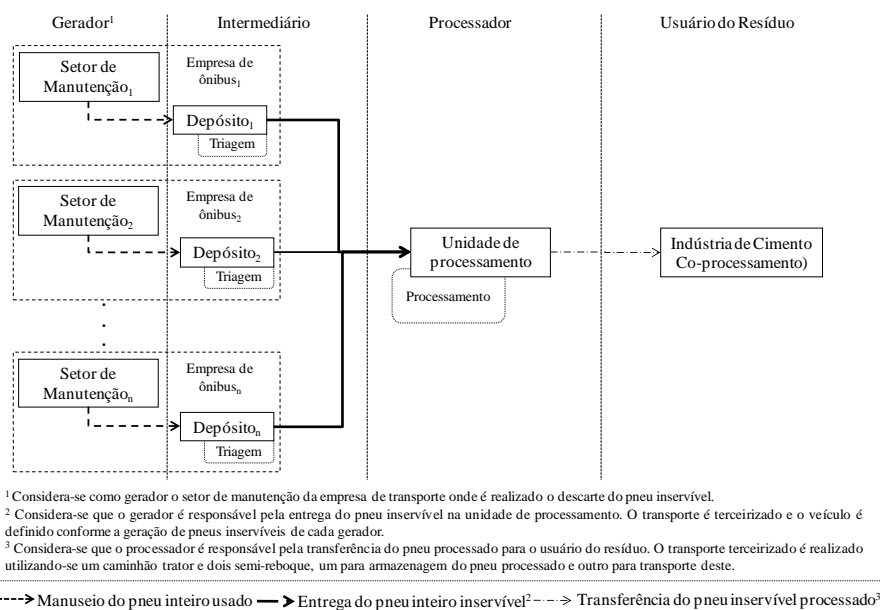 Gerador¹ Intermediário Processador Usuário do Resíduo
Setor de
Manutenção₁
Empresa de
ônibus₁
Depósito₁
Triagem
Setor de
Manutenção₂
Empresa de
ônibus₂
Depósito₂
Triagem
Unidade de
processamento
Processamento
Indústria de Cimento
Co-processamento)
.
.
.
Setor de
Manutençãoₙ
Empresa de
ônibusₙ
Depósitoₙ
Triagem
¹ Considera-se como gerador o setor de manutenção da empresa de transporte onde é realizado o descarte do pneu inservível.
² Considera-se que o gerador é responsável pela entrega do pneu inservível na unidade de processamento. O transporte é terceirizado e o veículo é
definido conforme a geração de pneus inservíveis de cada gerador.
³ Considera-se que o processador é responsável pela transferência do pneu processado para o usuário do resíduo. O transporte terceirizado é realizado
utilizando-se um caminhão trator e dois semi-reboque, um para armazenagem do pneu processado e outro para transporte deste.
Manuseio do pneu inteiro usado Entrega do pneu inteiro inservível² Transferência do pneu inservível processado³